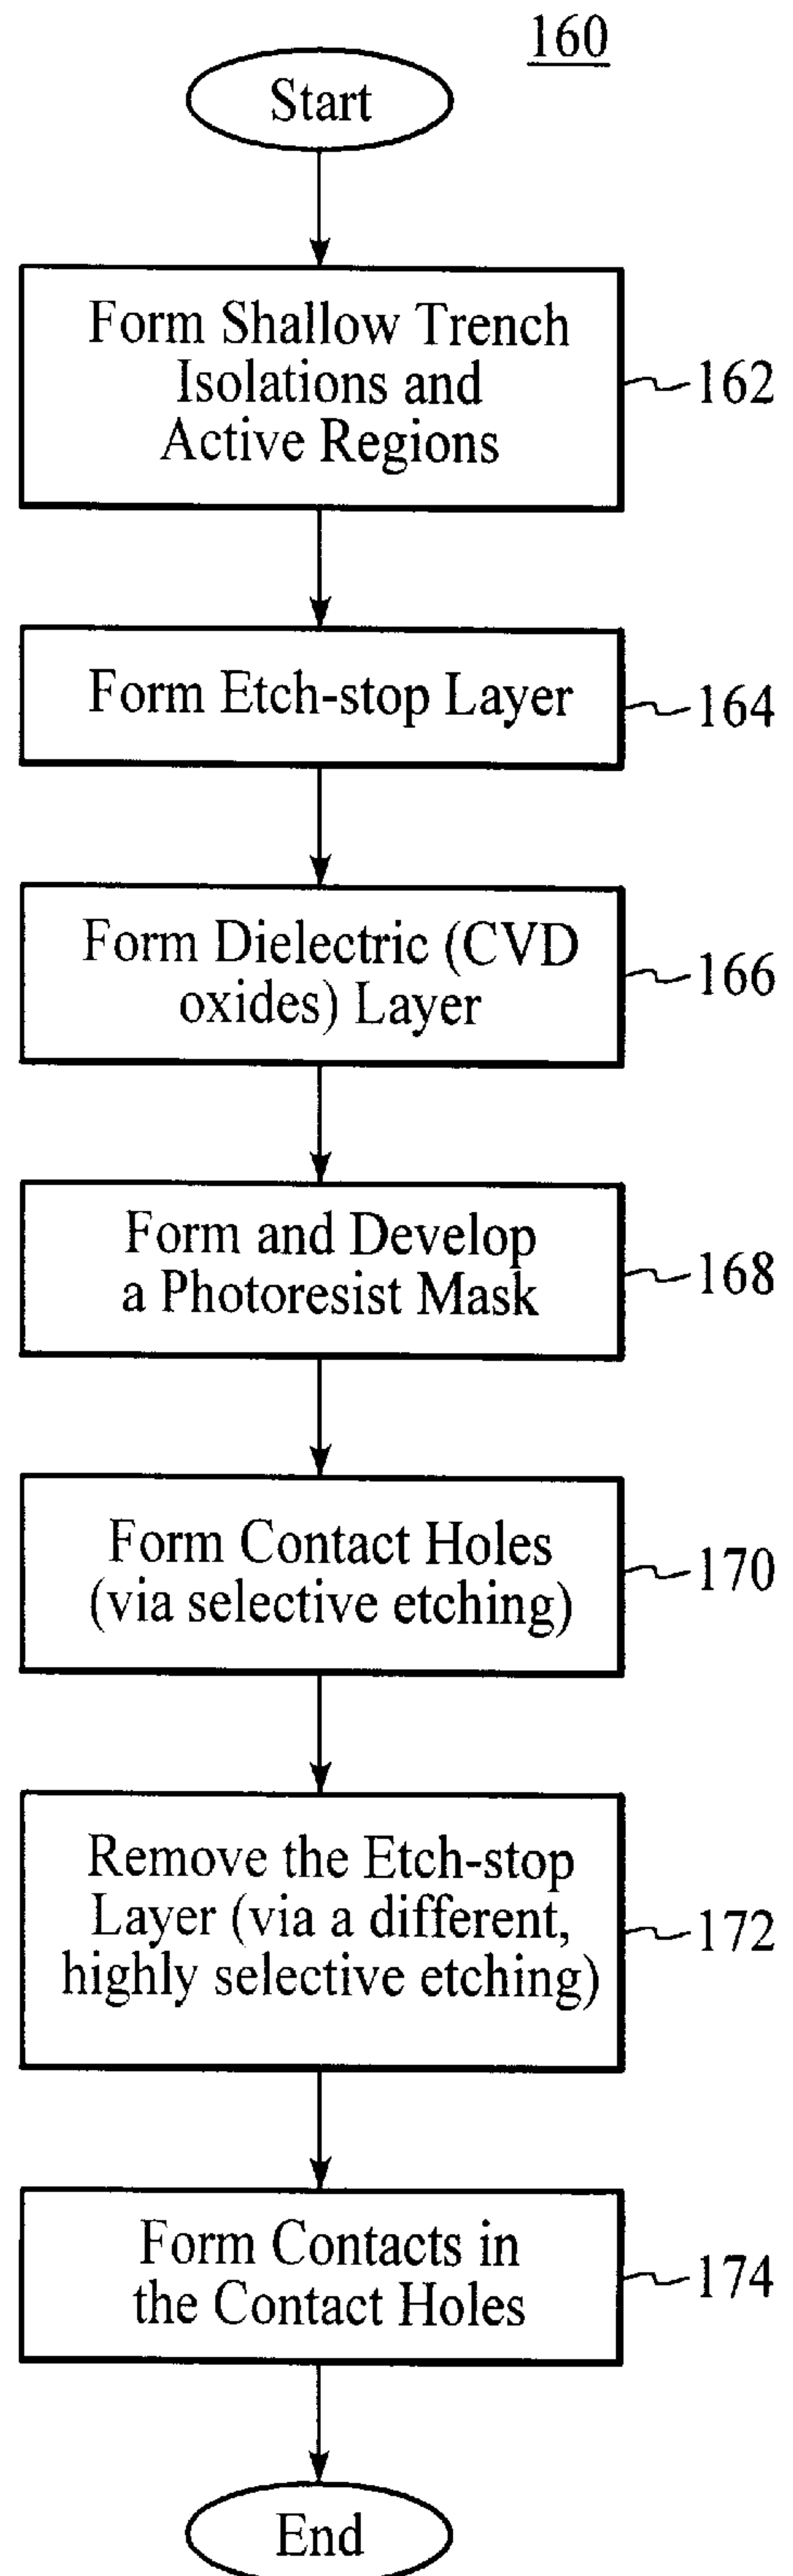 160
Start
Form Shallow Trench
Isolations and
Active Regions
162
Form Etch-stop Layer
164
Form Dielectric (CVD
oxides) Layer
166
Form and Develop
a Photoresist Mask
168
Form Contact Holes
(via selective etching)
170
Remove the Etch-stop
Layer (via a different,
highly selective etching)
172
Form Contacts in
the Contact Holes
174
End